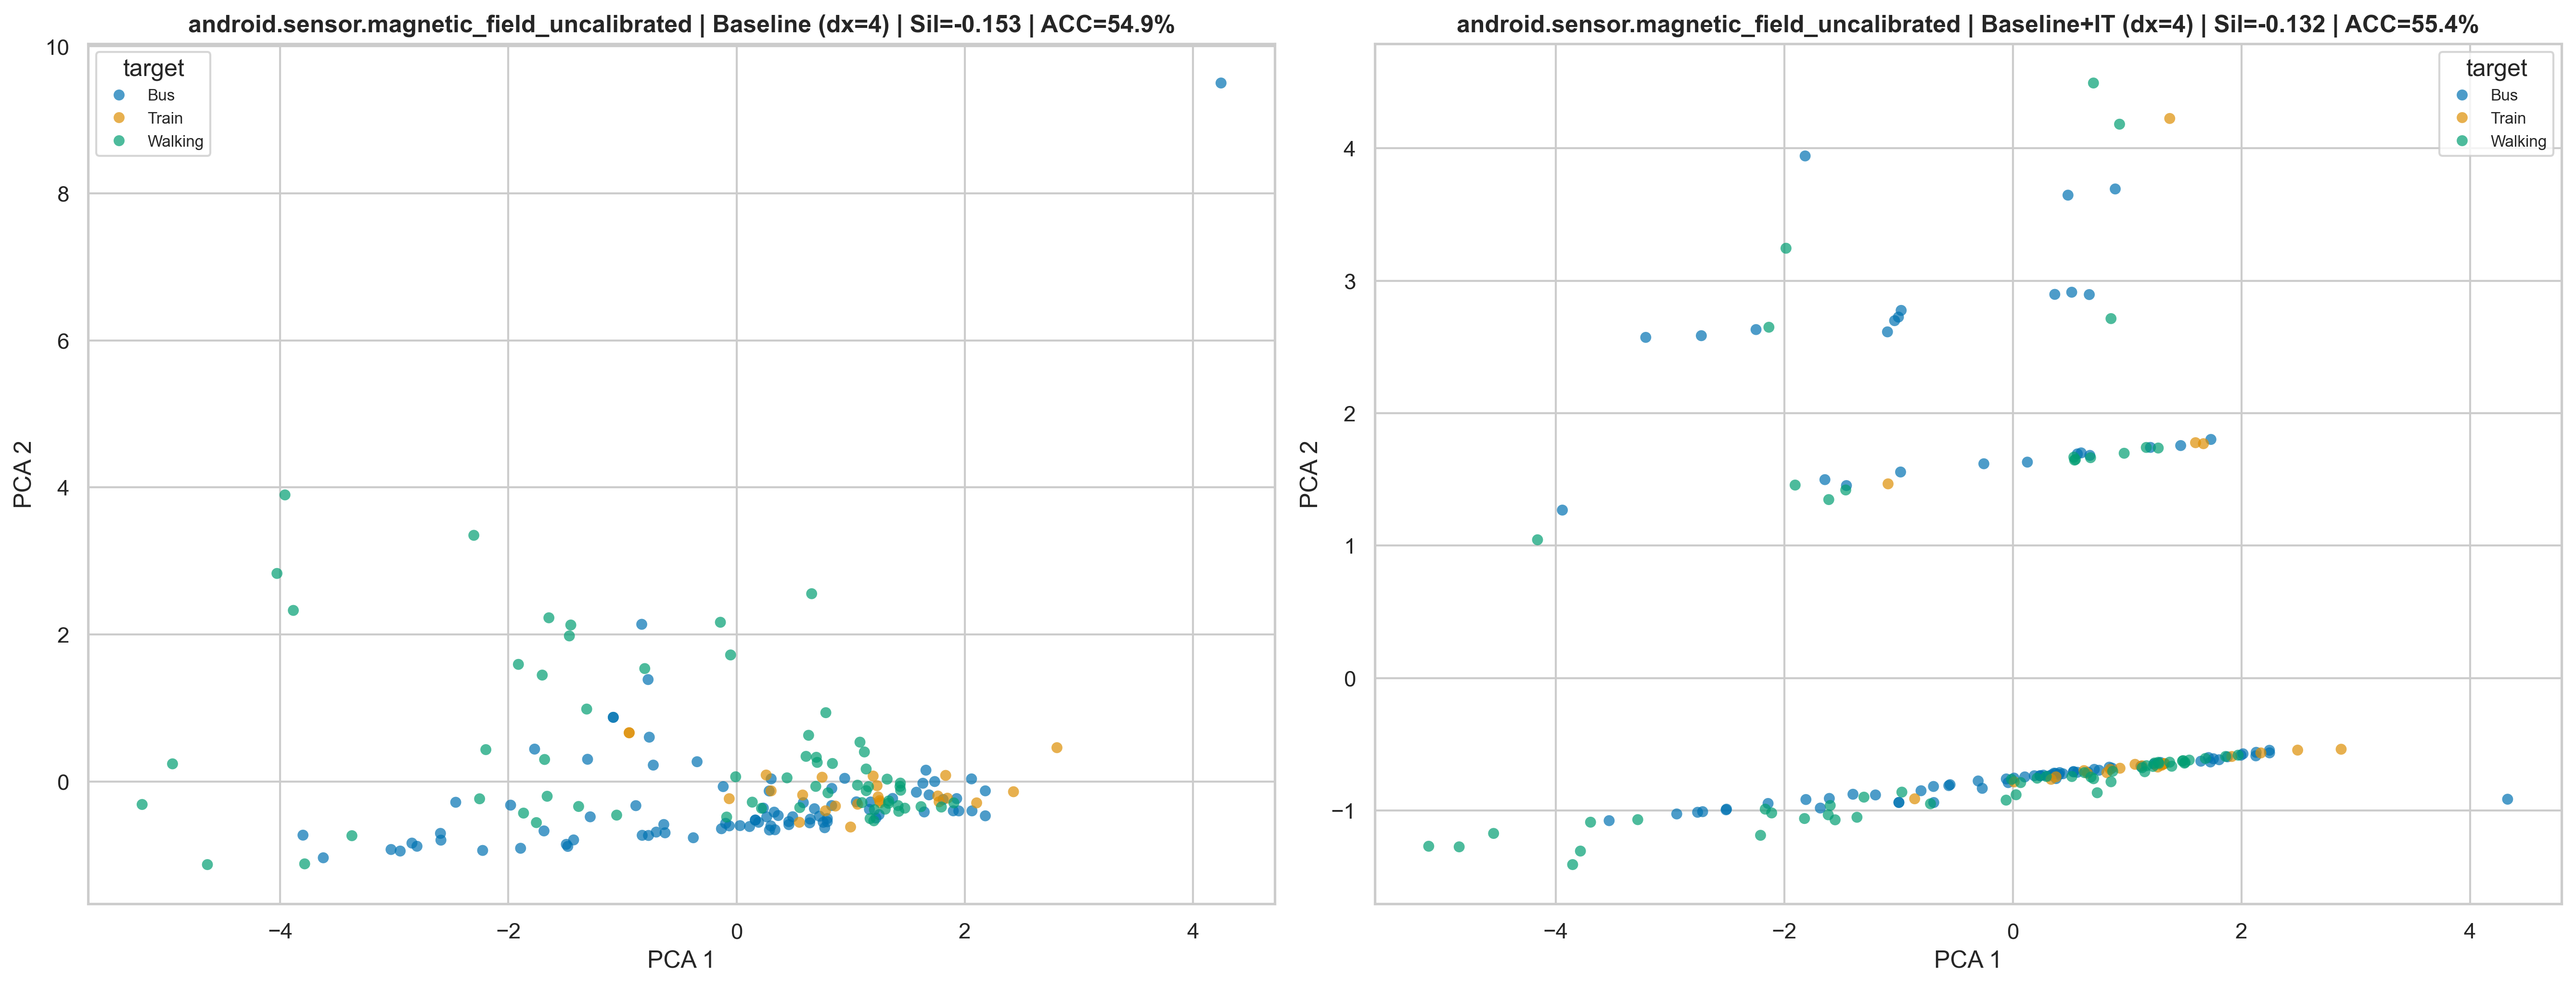 android.sensor.magnetic_field_uncalibrated | Baseline (dx=4) | Sil=-0.153 | ACC=54.9%
10
8
6
4
2
0
PCA 2
−4
−2
0
2
4
PCA 1
target
Bus
Train
Walking
android.sensor.magnetic_field_uncalibrated | Baseline+IT (dx=4) | Sil=-0.132 | ACC=55.4%
4
3
2
1
0
−1
PCA 2
−4
−2
0
2
4
PCA 1
target
Bus
Train
Walking